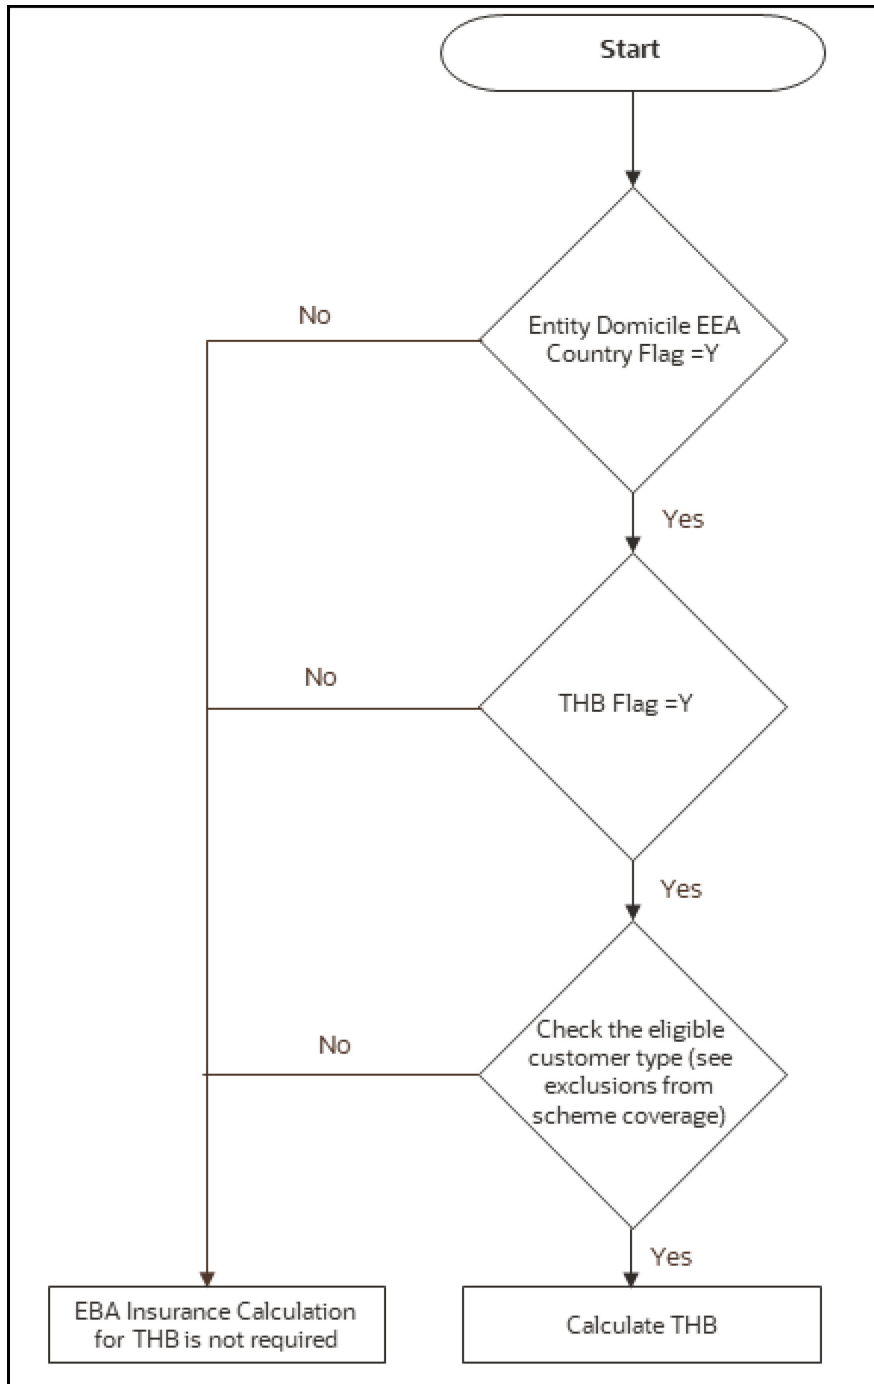 Start
No
Entity Domicile EEA
Country Flag =Y
Yes
No
THB Flag =Y
Yes
No
Check the eligible
customer type (see
exclusions from
scheme coverage)
Yes
EBA Insurance Calculation
for THB is not required
Calculate THB